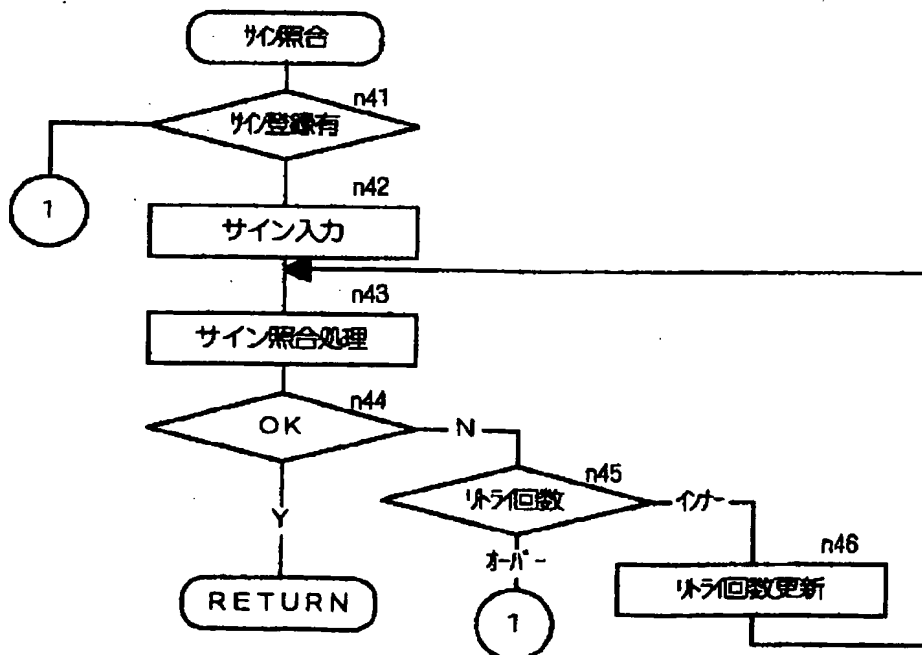 サイン照合
n41
サイン登録有
1
n42
サイン入力
n43
サイン照合処理
n44
OK
N
n45
リトライ回数
インナー
Y
オーバー
n46
リトライ回数更新
RETURN
1